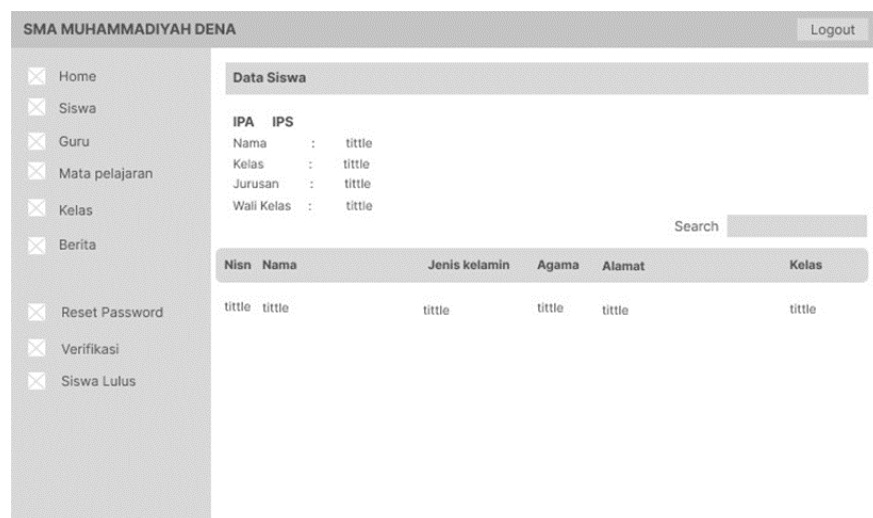 SMA MUHAMMADIYAH DENA
Logout
Home
Siswa
Guru
Mata pelajaran
Kelas
Berita
Reset Password
Verifikasi
Siswa Lulus
Data Siswa
IPA IPS
Nama : tittle
Kelas : tittle
Jurusan : tittle
Wali Kelas : tittle
Search
Nisn Nama Jenis kelamin Agama Alamat Kelas
tittle tittle tittle tittle tittle tittle